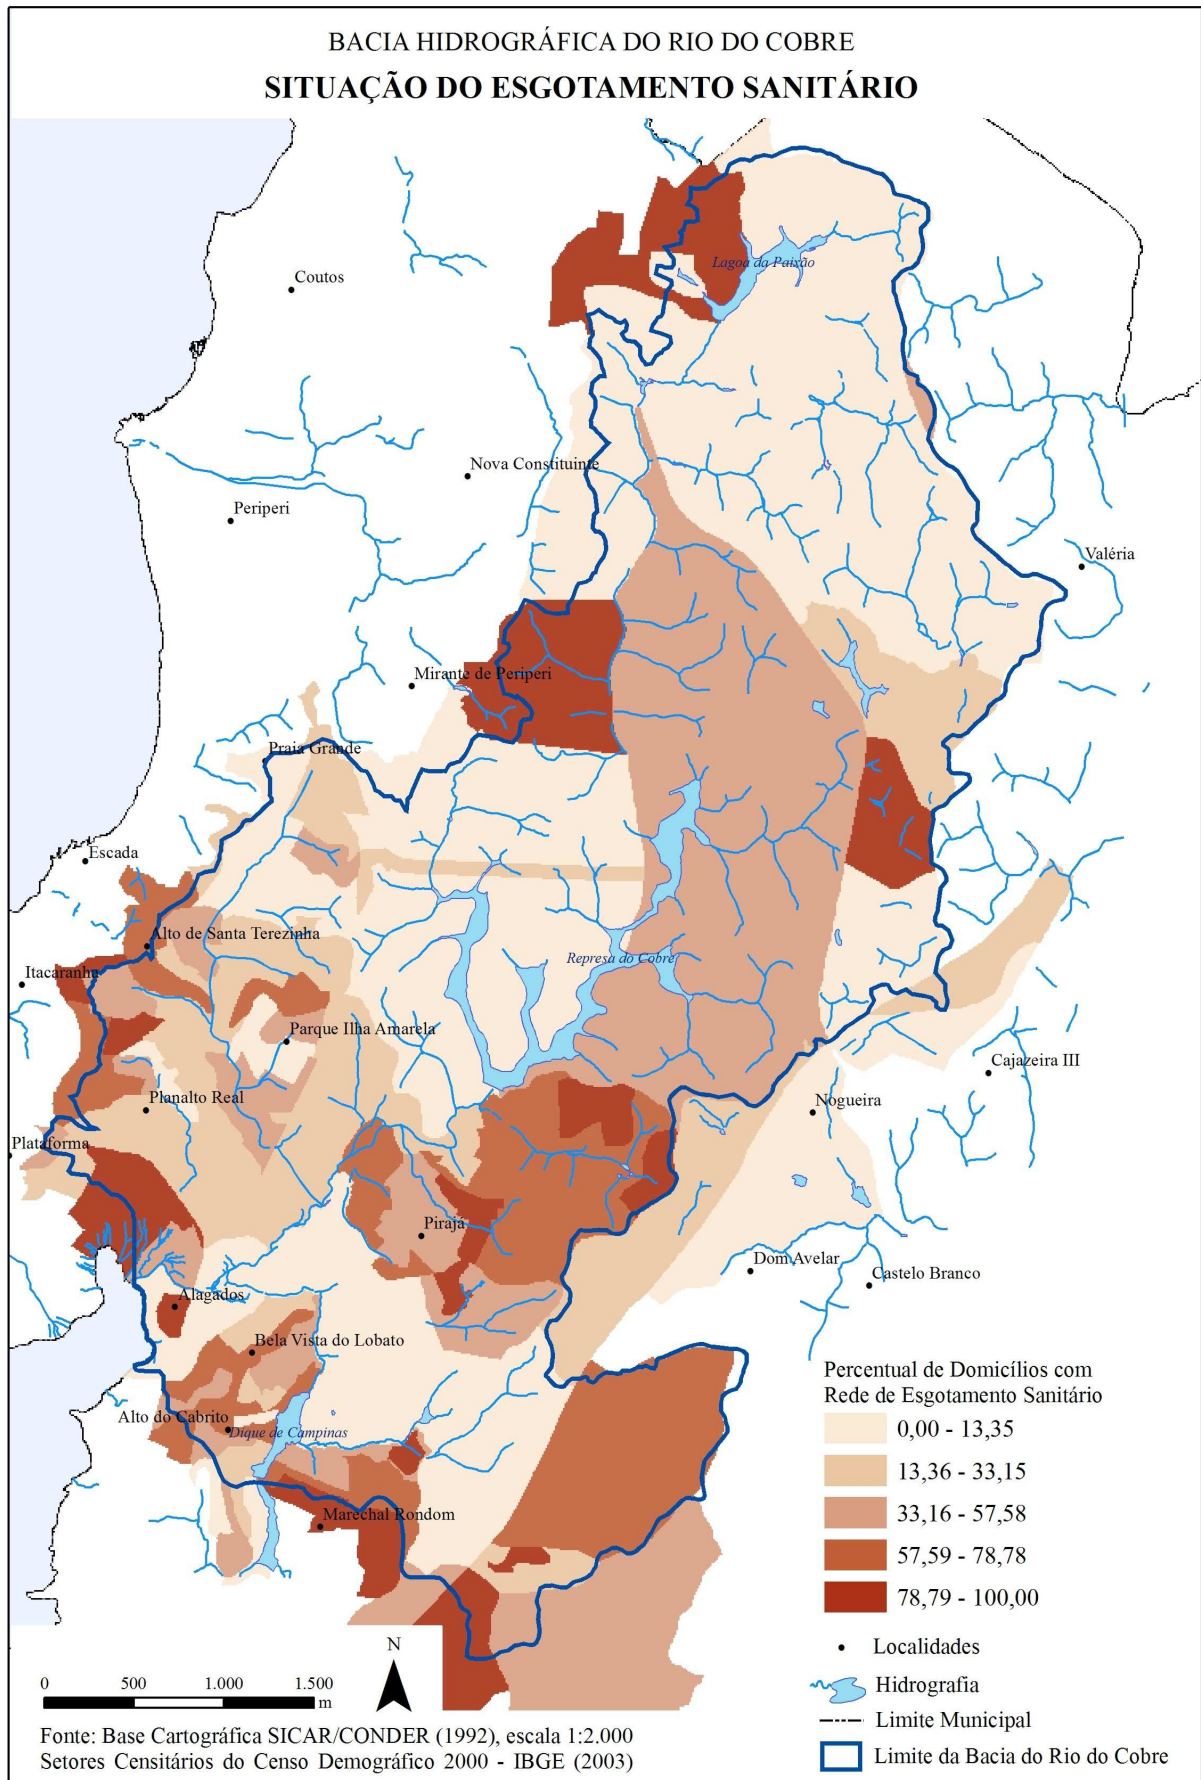 BACIA HIDROGRÁFICA DO RIO DO COBRE
SITUAÇÃO DO ESGOTAMENTO SANITÁRIO
Lagoa da Paixão
Coutos
Nova Constituinte
Periperi
Valéria
Mirante de Periperi
Praia Grande
Escada
Alto de Santa Terezinha
Represa do Cobre
Itacaranha
Parque Ilha Amarela
Cajazeira III
Planalto Real
Nogueira
Plataforma
Piraja
Dom Avelar
Castelo Branco
Alagados
Bela Vista do Lobato
Alto do Cabrito
Dique de Campinas
Marechal Rondom
Percentual de Domicílios com
Rede de Esgotamento Sanitário
0,00 - 13,35
13,36 - 33,15
33,16 - 57,58
57,59 - 78,78
78,79 - 100,00
Localidades
Hidrografia
Limite Municipal
Limite da Bacia do Rio do Cobre
N
0 500 1.000 1.500
m
Fonte: Base Cartográfica SICAR/CONDER (1992), escala 1:2.000
Setores Censitários do Censo Demográfico 2000 - IBGE (2003)